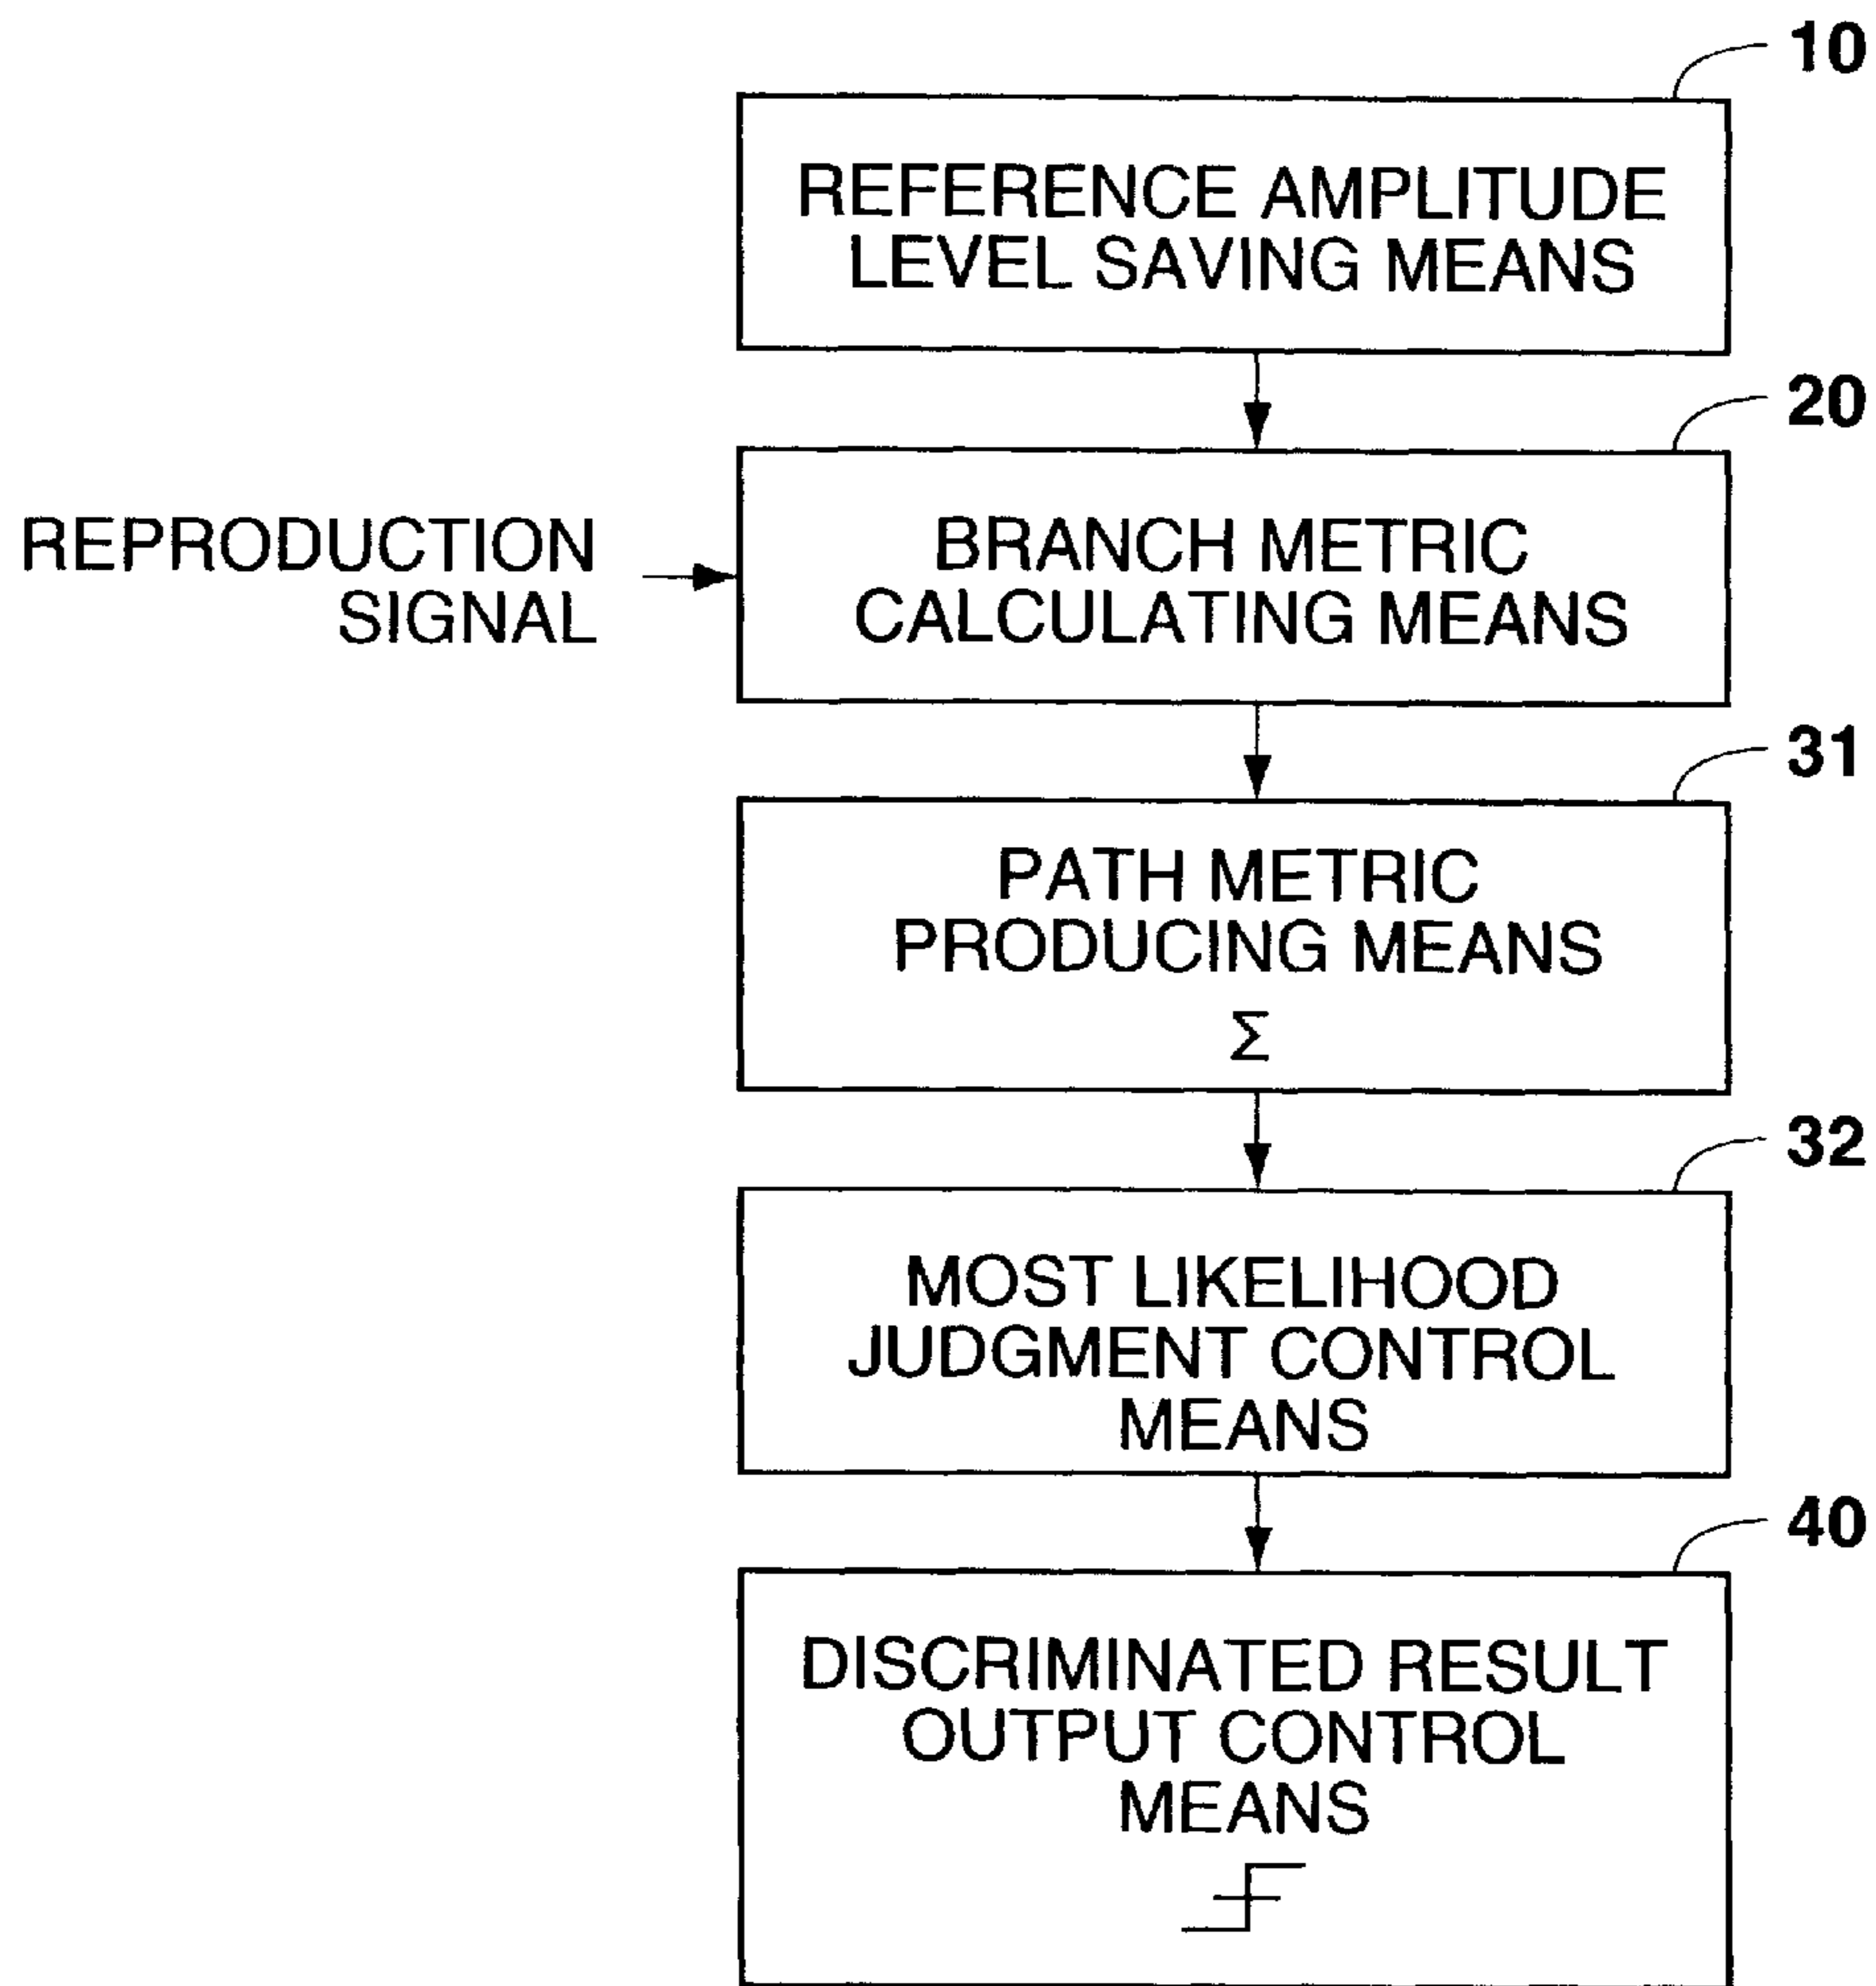 10
REFERENCE AMPLITUDE
LEVEL SAVING MEANS
20
REPRODUCTION
SIGNAL
BRANCH METRIC
CALCULATING MEANS
31
PATH METRIC
PRODUCING MEANS
Σ
32
MOST LIKELIHOOD
JUDGMENT CONTROL
MEANS
40
DISCRIMINATED RESULT
OUTPUT CONTROL
MEANS